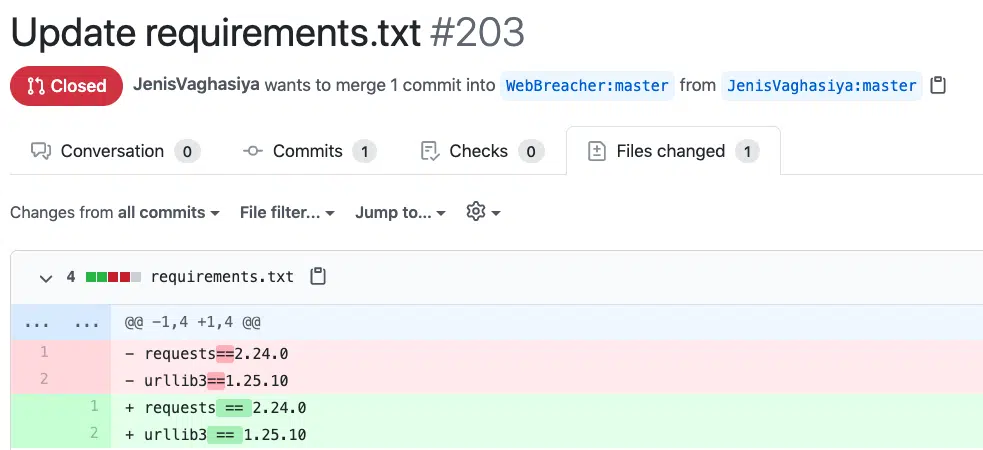 Update requirements.txt #203
Closed JenisVaghasiya wants to merge 1 commit into WebBreacher:master from JenisVaghasiya:master
Conversation 0 Commits 1 Checks 0 Files changed 1
Changes from all commits File filter... Jump to...
4 requirements.txt
... ... @@ -1,4 +1,4 @@
1 - requests==2.24.0
2 - urllib3==1.25.10
1 + requests == 2.24.0
2 + urllib3 == 1.25.10